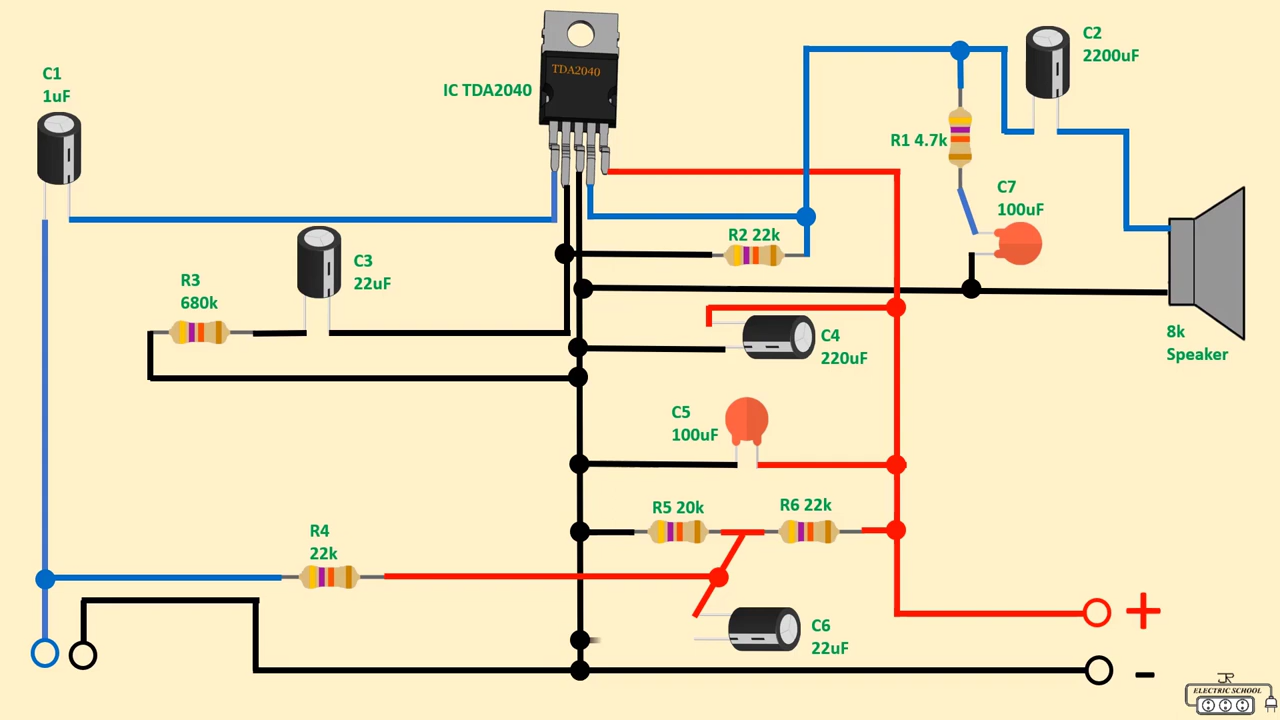 C1
1uF
IC TDA2040
TDA2040
C2
2200uF
R1 4.7k
C7
100uF
R2 22k
C3
22uF
R3
680k
C4
220uF
8k
Speaker
C5
100uF
R5 20k
R6 22k
R4
22k
C6
22uF
+
-
JR
ELECTRIC SCHOOL